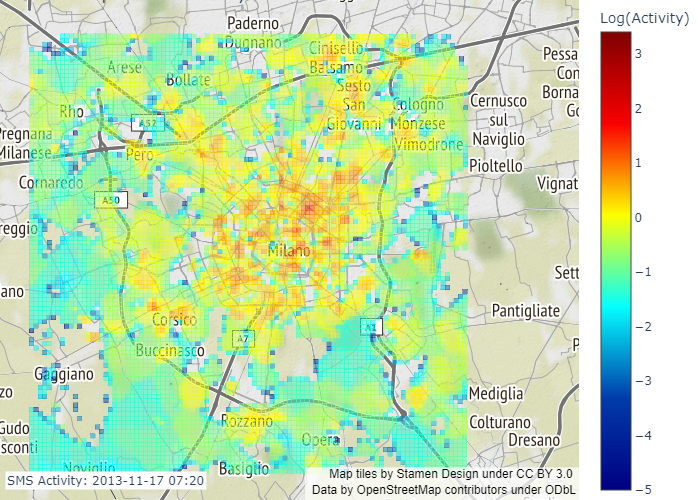 Log(Activity)
3
2
1
0
−1
−2
−3
−4
−5
Paderno
Dugnano
Cinisello
Balsamo
Arese
Bollate
Sesto
San
Giovanni
Cologno
Monzese
Cernusco
sul
Naviglio
Pessa
Con
Borna
Go
Rho
A52
Pregnana
Milanese
Pero
Vimodrone
Pioltello
Cornaredo
A50
Vignat
reggio
Milano
Sett
ano
Pantigliate
Corsico
A7
A1
Buccinasco
P
Gaggiano
zo
Mediglia
Rozzano
Colturano
Dresano
Gudo
sconti
Opera
Noviglio
Basiglio
SMS Activity: 2013-11-17 07:20
Map tiles by Stamen Design under CC BY 3.0
Data by OpenStreetMap contributors under ODbL